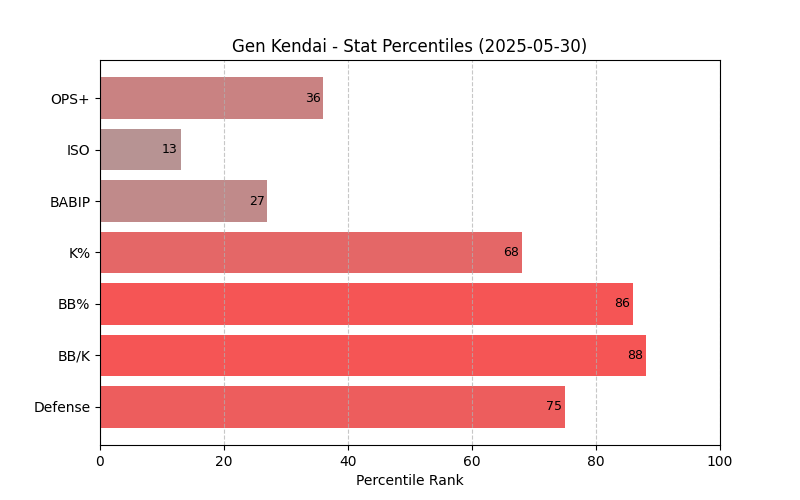 Gen Kendai - Stat Percentiles (2025-05-30)
OPS+ 36
ISO 13
BABIP 27
K% 68
BB% 86
BB/K 88
Defense 75
0 20 40 60 80 100
Percentile Rank